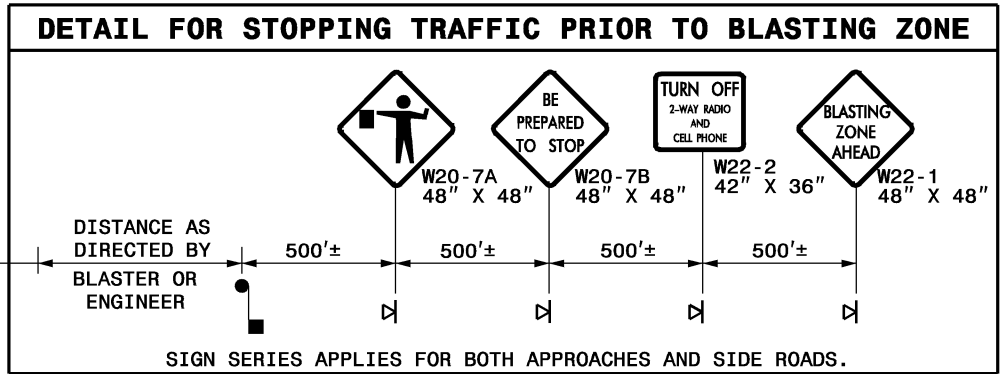 DETAIL FOR STOPPING TRAFFIC PRIOR TO BLASTING ZONE
BE
PREPARED
TO STOP
TURN OFF
2-WAY RADIO
AND
CELL PHONE
BLASTING
ZONE
AHEAD
W20-7A
48" X 48"
W20-7B
48" X 48"
W22-2
42" X 36"
W22-1
48" X 48"
DISTANCE AS
DIRECTED BY
BLASTER OR
ENGINEER
500'±
500'±
500'±
500'±
SIGN SERIES APPLIES FOR BOTH APPROACHES AND SIDE ROADS.